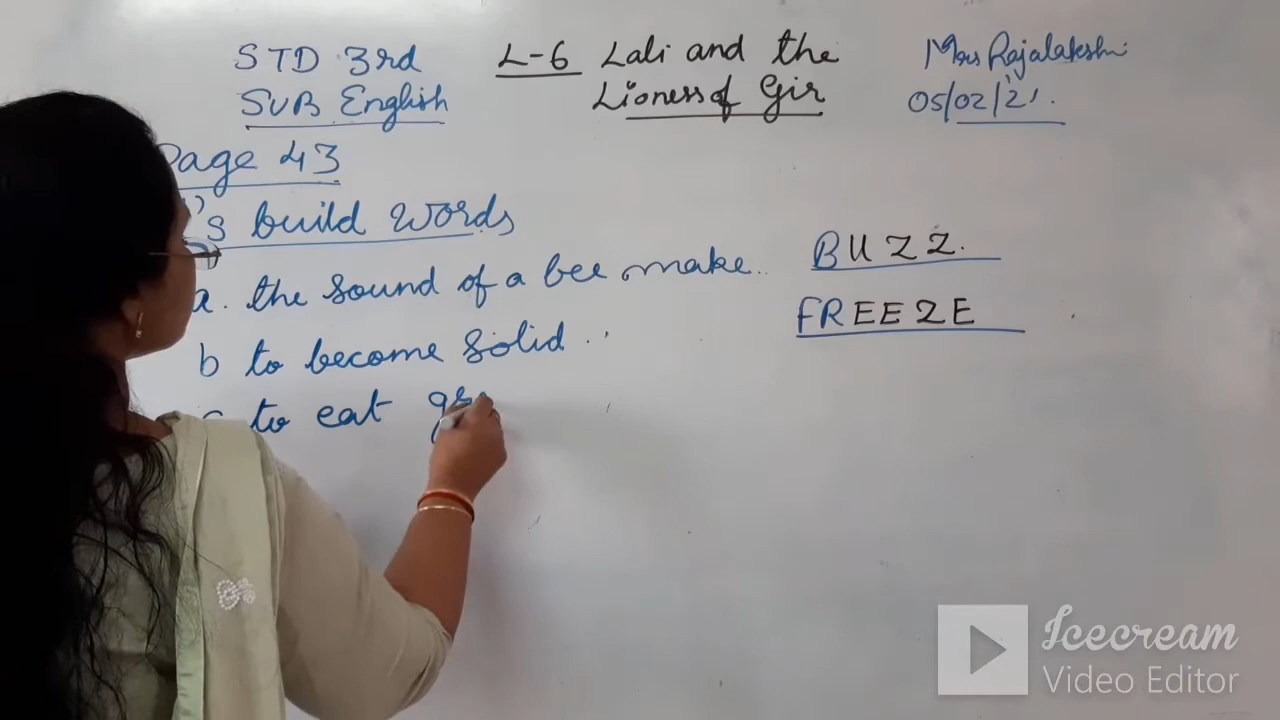 STD 3rd
SUB English
L-6 Lali and the
Lioness of Gir
Mrs Rajalakshmi
05/02/'21.
Page 43
's build words
a. the sound of a bee make..
BUZZ.
b to become solid..
FREEZE
c to eat gr
Icecream
Video Editor